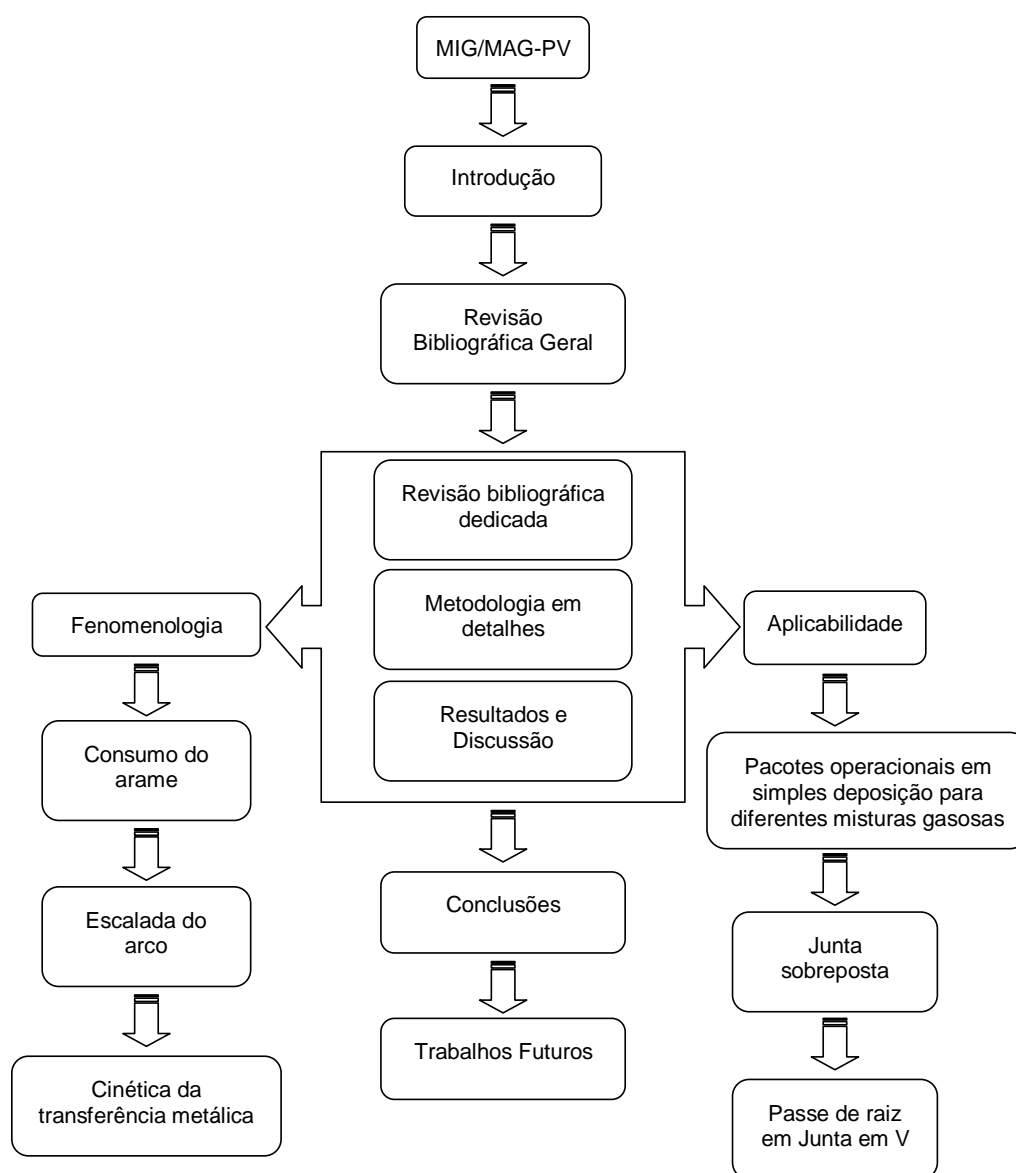 MIG/MAG-PV
Introdução
Revisão
Bibliográfica Geral
Revisão bibliográfica
dedicada
Metodologia em
detalhes
Resultados e
Discussão
Fenomenologia
Consumo do
arame
Escalada do
arco
Cinética da
transferência metálica
Conclusões
Trabalhos Futuros
Aplicabilidade
Pacotes operacionais em
simples deposição para
diferentes misturas gasosas
Junta
sobreposta
Passe de raiz
em Junta em V